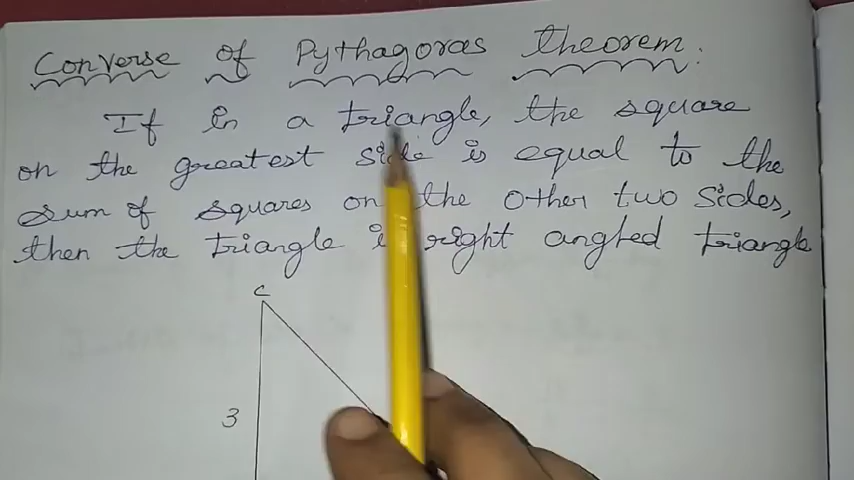 Converse of Pythagoras theorem.
If in a triangle, the square
on the greatest side is equal to the
sum of squares on the other two sides,
then the triangle is right angled triangle
C
3